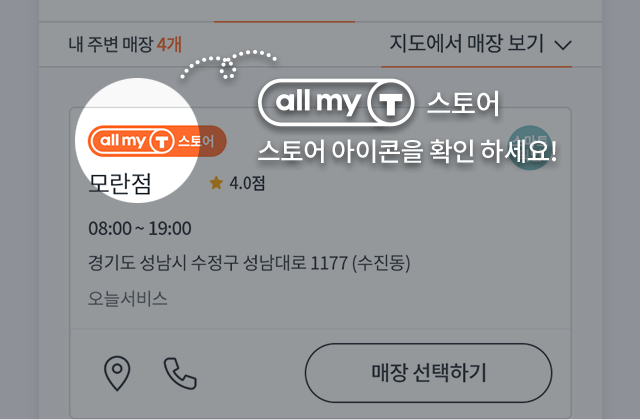 내 주변 매장 4개
지도에서 매장 보기
all my T 스토어
all my T 스토어
스토어 아이콘을 확인 하세요!
모란점
4.0점
08:00 ~ 19:00
경기도 성남시 수정구 성남대로 1177 (수진동)
오늘서비스
매장 선택하기